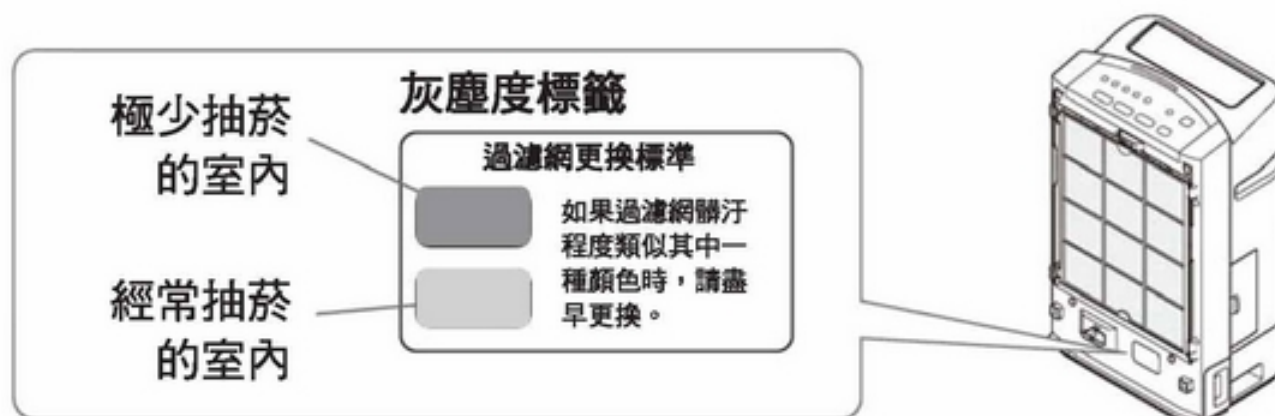 灰塵度標籤
極少抽菸
的室內
過濾網更換標準
如果過濾網髒汙
程度類似其中一
種顏色時，請盡
早更換。
經常抽菸
的室內